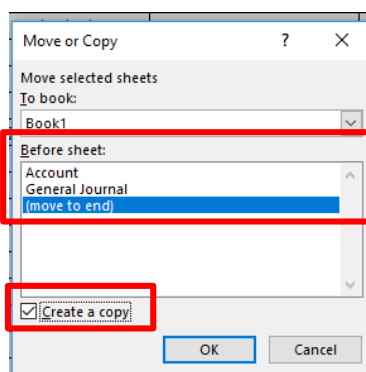 Move or Copy ? ×
Move selected sheets
To book:
Book1
Before sheet:
Account
General Journal
(move to end)
Create a copy
OK Cancel